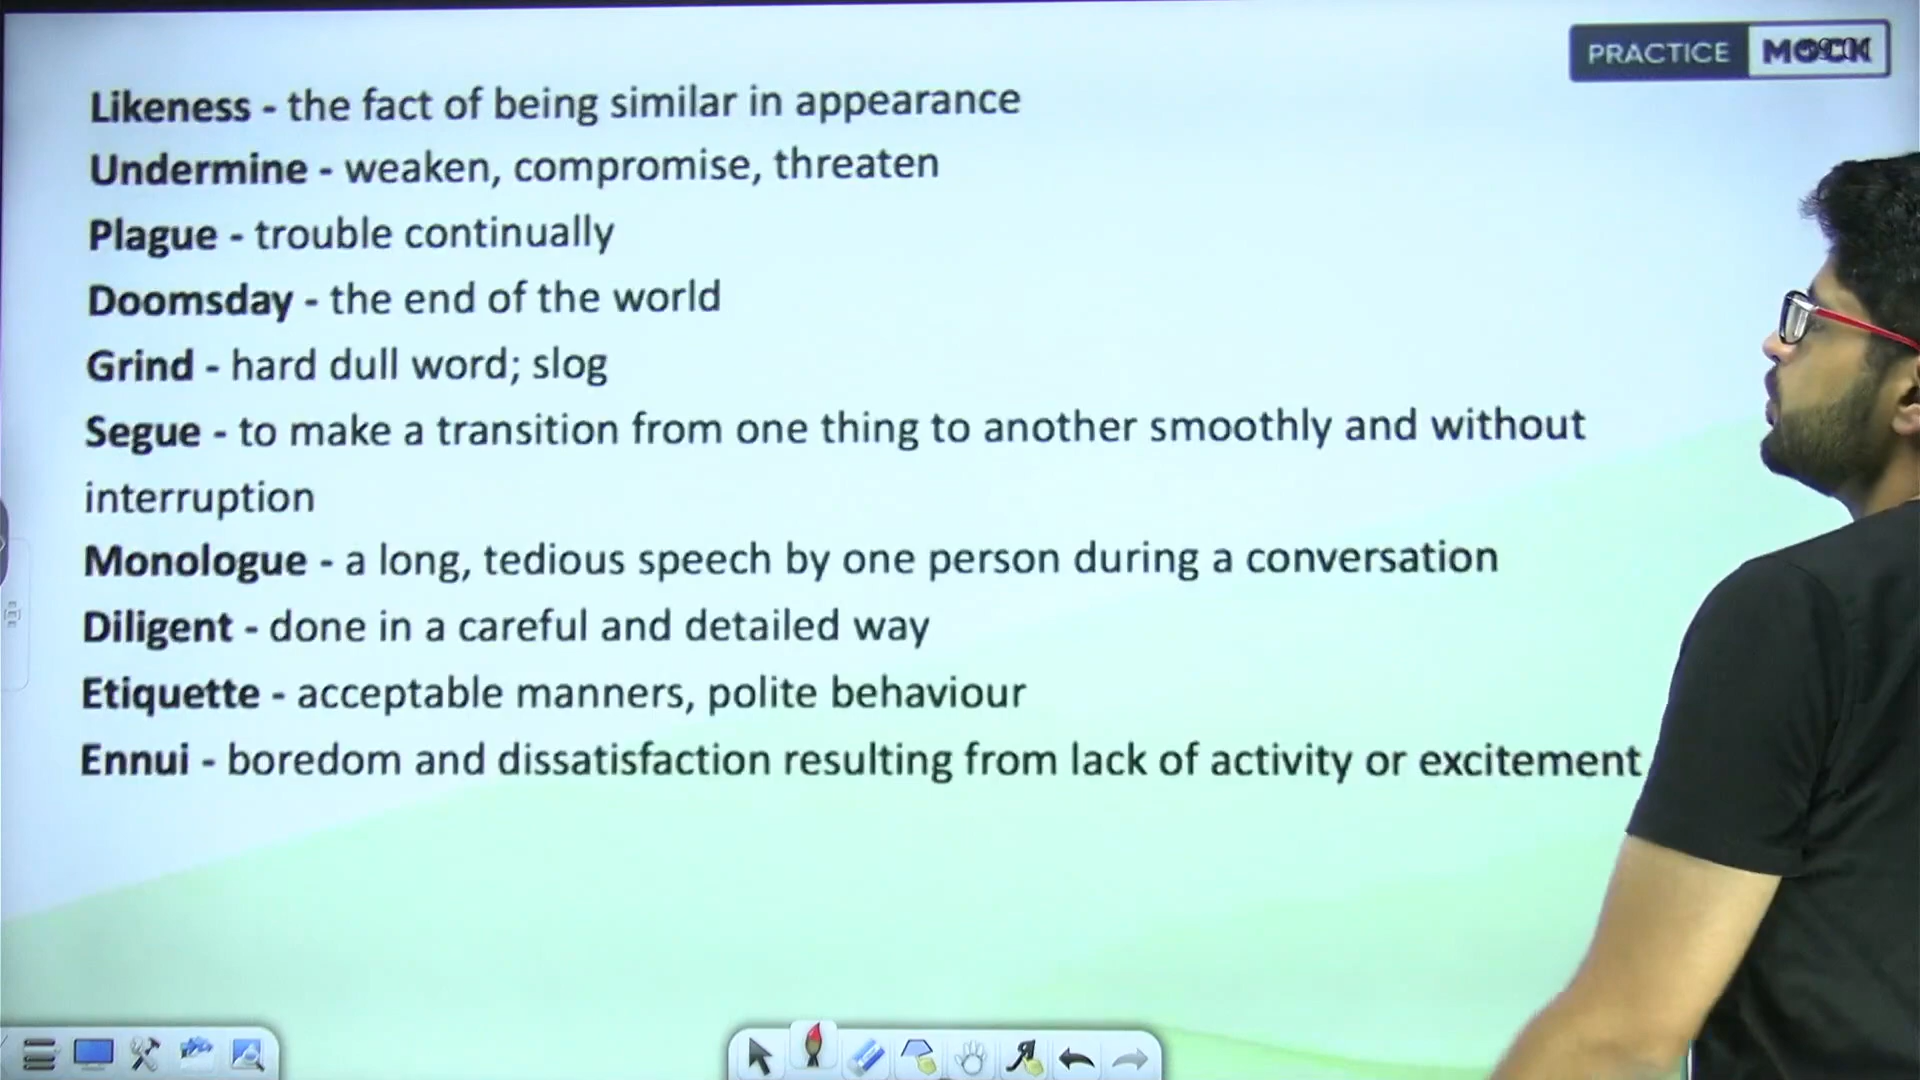 PRACTICE MOCK
Likeness - the fact of being similar in appearance
Undermine - weaken, compromise, threaten
Plague - trouble continually
Doomsday - the end of the world
Grind - hard dull word; slog
Segue - to make a transition from one thing to another smoothly and without
interruption
Monologue - a long, tedious speech by one person during a conversation
Diligent - done in a careful and detailed way
Etiquette - acceptable manners, polite behaviour
Ennui - boredom and dissatisfaction resulting from lack of activity or excitement